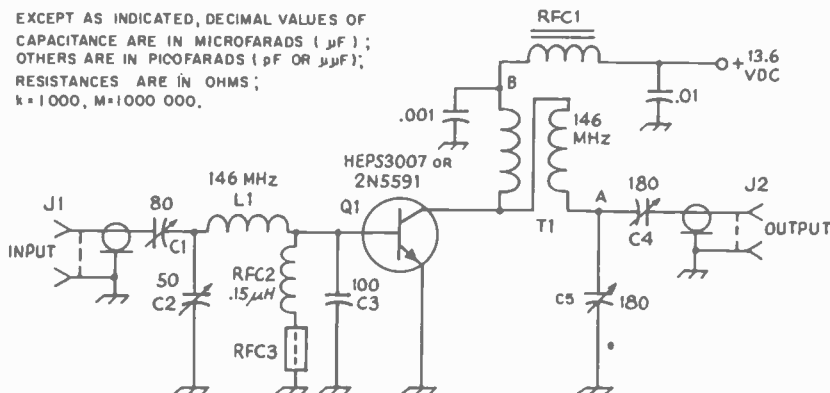 EXCEPT AS INDICATED, DECIMAL VALUES OF
CAPACITANCE ARE IN MICROFARADS ( µF ) ;
OTHERS ARE IN PICOFARADS ( pF OR µµF);
RESISTANCES ARE IN OHMS ;
k=1000, M=1000 000.
RFC1
+13.6
VDC
B
.001
.01
146
MHz
HEPS3007 OR
2N5591
146 MHz
L1
Q1
J1
80
C1
INPUT
T1
A
180
C4
J2
OUTPUT
50
C2
RFC2
.15µH
100
C3
C5
180
RFC3